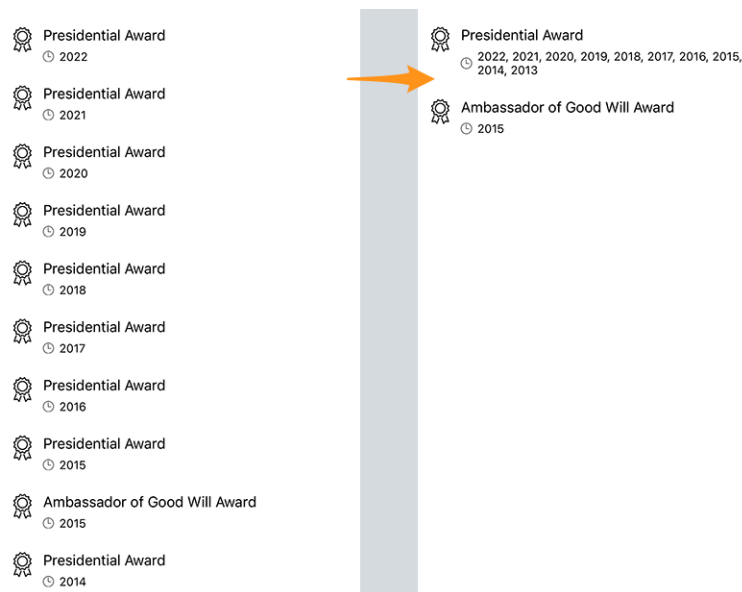 Presidential Award
2022
Presidential Award
2021
Presidential Award
2020
Presidential Award
2019
Presidential Award
2018
Presidential Award
2017
Presidential Award
2016
Presidential Award
2015
Ambassador of Good Will Award
2015
Presidential Award
2014
Presidential Award
2022, 2021, 2020, 2019, 2018, 2017, 2016, 2015,
2014, 2013
Ambassador of Good Will Award
2015